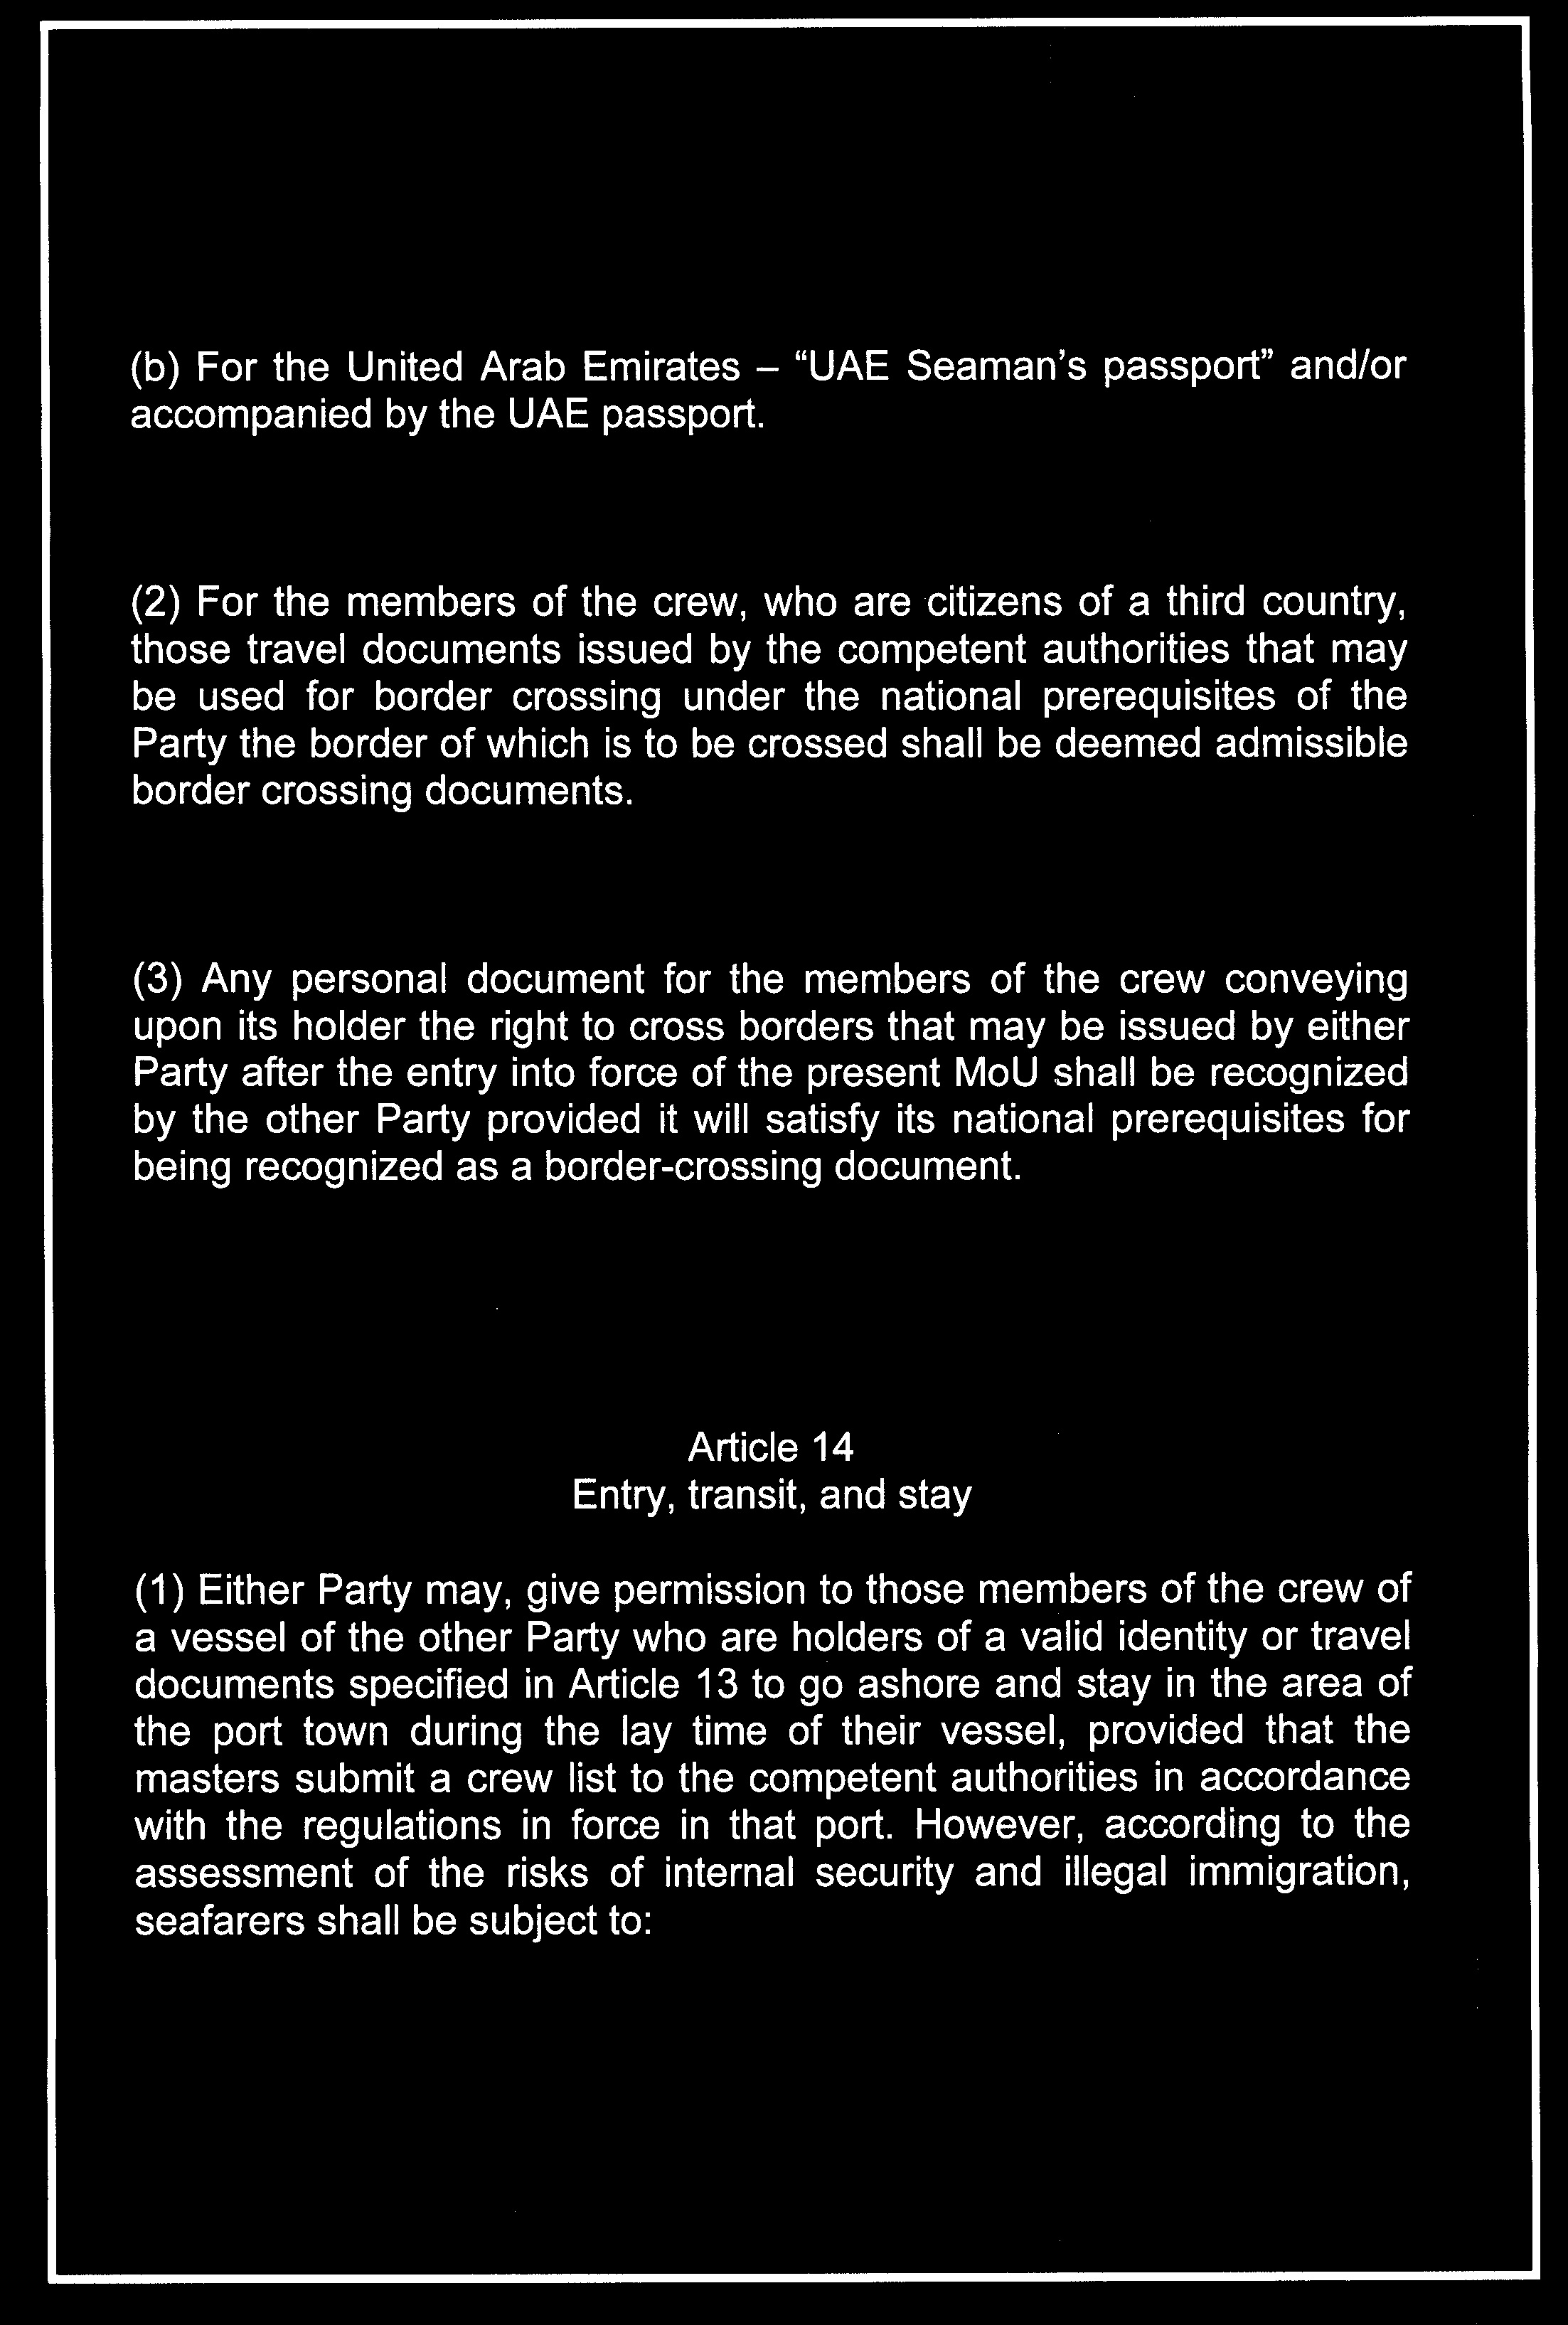 (b) For the United Arab Emirates – “UAE Seaman’s passport” and/or
accompanied by the UAE passport.
(2) For the members of the crew, who are citizens of a third country,
those travel documents issued by the competent authorities that may
be used for border crossing under the national prerequisites of the
Party the border of which is to be crossed shall be deemed admissible
border crossing documents.
(3) Any personal document for the members of the crew conveying
upon its holder the right to cross borders that may be issued by either
Party after the entry into force of the present MoU shall be recognized
by the other Party provided it will satisfy its national prerequisites for
being recognized as a border-crossing document.
Article 14
Entry, transit, and stay
(1) Either Party may, give permission to those members of the crew of
a vessel of the other Party who are holders of a valid identity or travel
documents specified in Article 13 to go ashore and stay in the area of
the port town during the lay time of their vessel, provided that the
masters submit a crew list to the competent authorities in accordance
with the regulations in force in that port. However, according to the
assessment of the risks of internal security and illegal immigration,
seafarers shall be subject to: